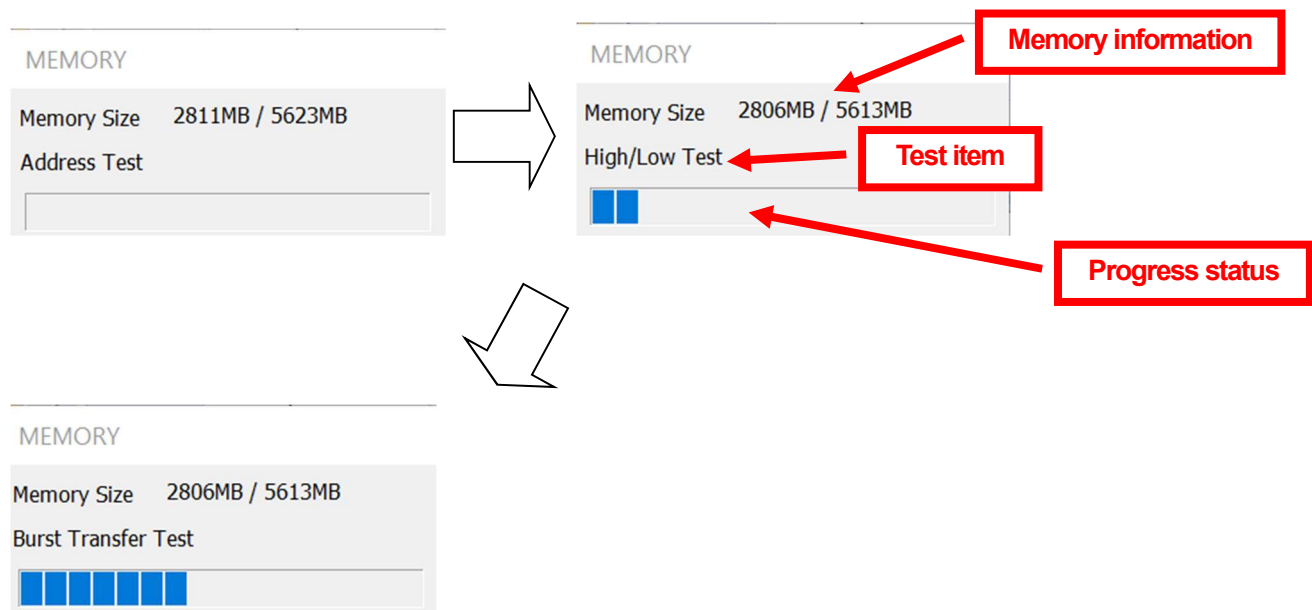 MEMORY
Memory Size 2811MB / 5623MB
Address Test
MEMORY
Memory Size 2806MB / 5613MB
High/Low Test
Memory information
Test item
Progress status
MEMORY
Memory Size 2806MB / 5613MB
Burst Transfer Test